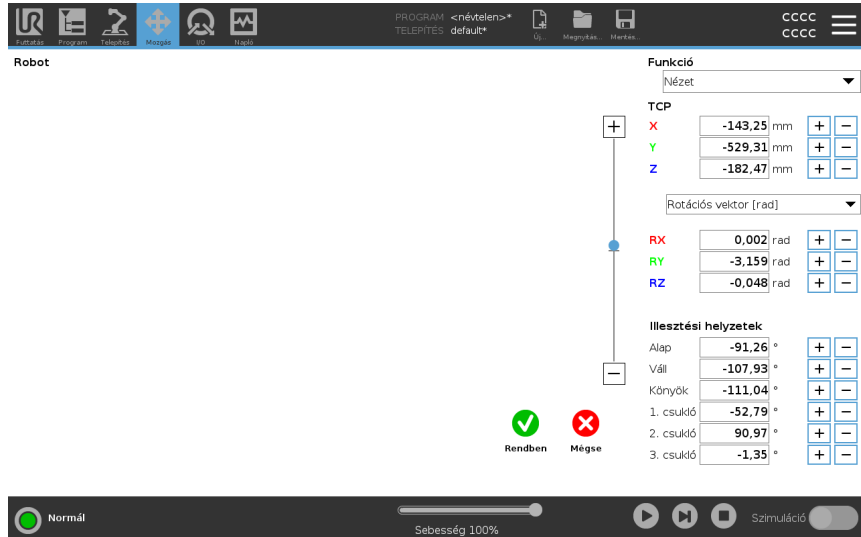 UR
Futtatás Program Telepítés Mozgás I/O Napló
PROGRAM <névtelen>*
TELEPÍTÉS default*
Új... Megnyitás... Mentés...
CCCC
CCCC
Robot
Funkció
Nézet
TCP
X -143,25 mm + −
Y -529,31 mm + −
Z -182,47 mm + −
Rotációs vektor [rad]
RX 0,002 rad + −
RY -3,159 rad + −
RZ -0,048 rad + −
Illesztési helyzetek
Alap -91,26 ° + −
Váll -107,93 ° + −
Könyök -111,04 ° + −
1. csukló -52,79 ° + −
2. csukló 90,97 ° + −
3. csukló -1,35 ° + −
Rendben Mégse
Normál
Sebesség 100%
Szimuláció